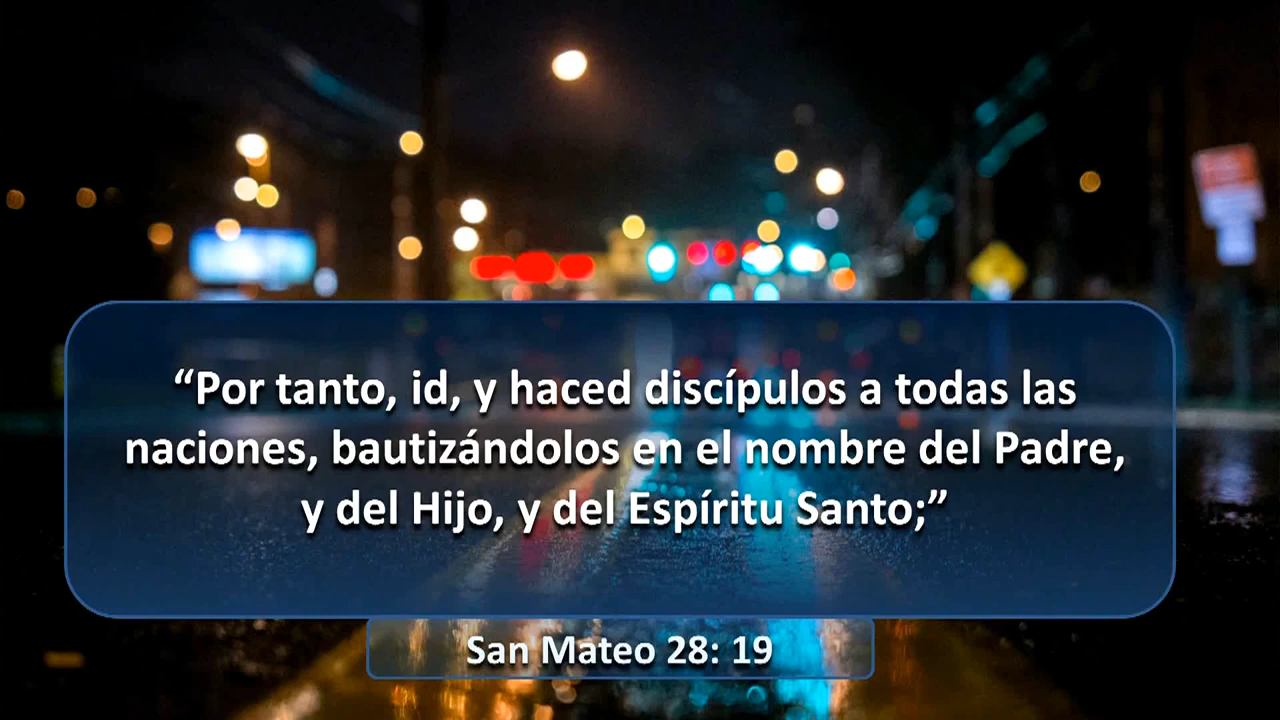 “Por tanto, id, y haced discípulos a todas las
naciones, bautizándolos en el nombre del Padre,
y del Hijo, y del Espíritu Santo;”
San Mateo 28: 19